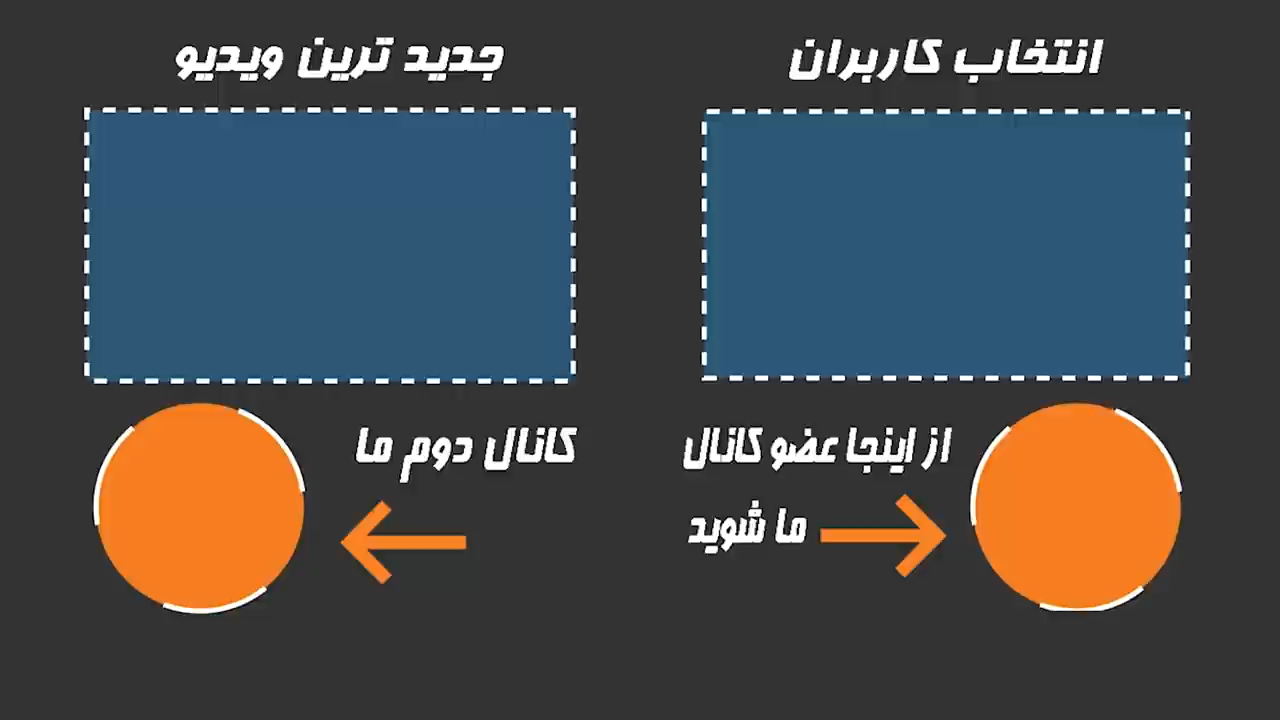 انتخاب کاربران
جدید ترین ویدیو
از اینجا عضو کانال
ما شوید
کانال دوم ما